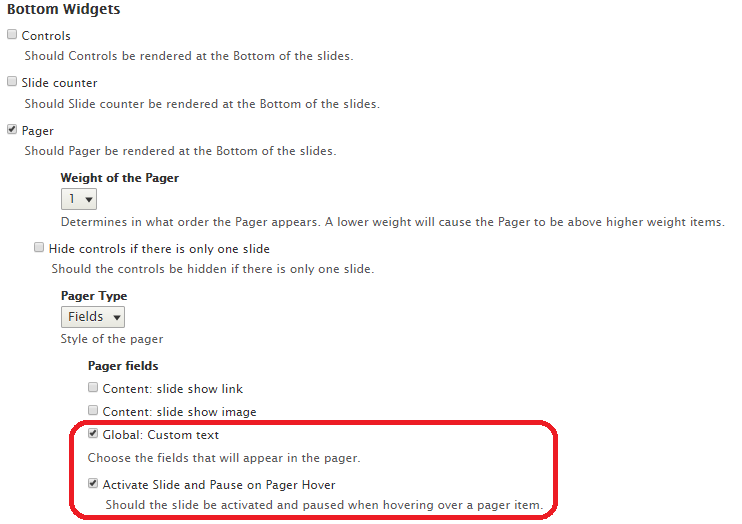 Bottom Widgets
Controls
Should Controls be rendered at the Bottom of the slides.
Slide counter
Should Slide counter be rendered at the Bottom of the slides.
Pager
Should Pager be rendered at the Bottom of the slides.
Weight of the Pager
1
Determines in what order the Pager appears. A lower weight will cause the Pager to be above higher weight items.
Hide controls if there is only one slide
Should the controls be hidden if there is only one slide.
Pager Type
Fields
Style of the pager
Pager fields
Content: slide show link
Content: slide show image
Global: Custom text
Choose the fields that will appear in the pager.
Activate Slide and Pause on Pager Hover
Should the slide be activated and paused when hovering over a pager item.